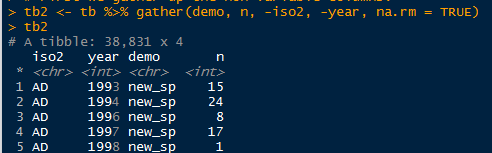 > tb2 <- tb %>% gather(demo, n, -iso2, -year, na.rm = TRUE)
> tb2
# A tibble: 38,831 x 4
iso2 year demo n
* <chr> <int> <chr> <int>
1 AD 1993 new_sp 15
2 AD 1994 new_sp 24
3 AD 1996 new_sp 8
4 AD 1997 new_sp 17
5 AD 1998 new_sp 1